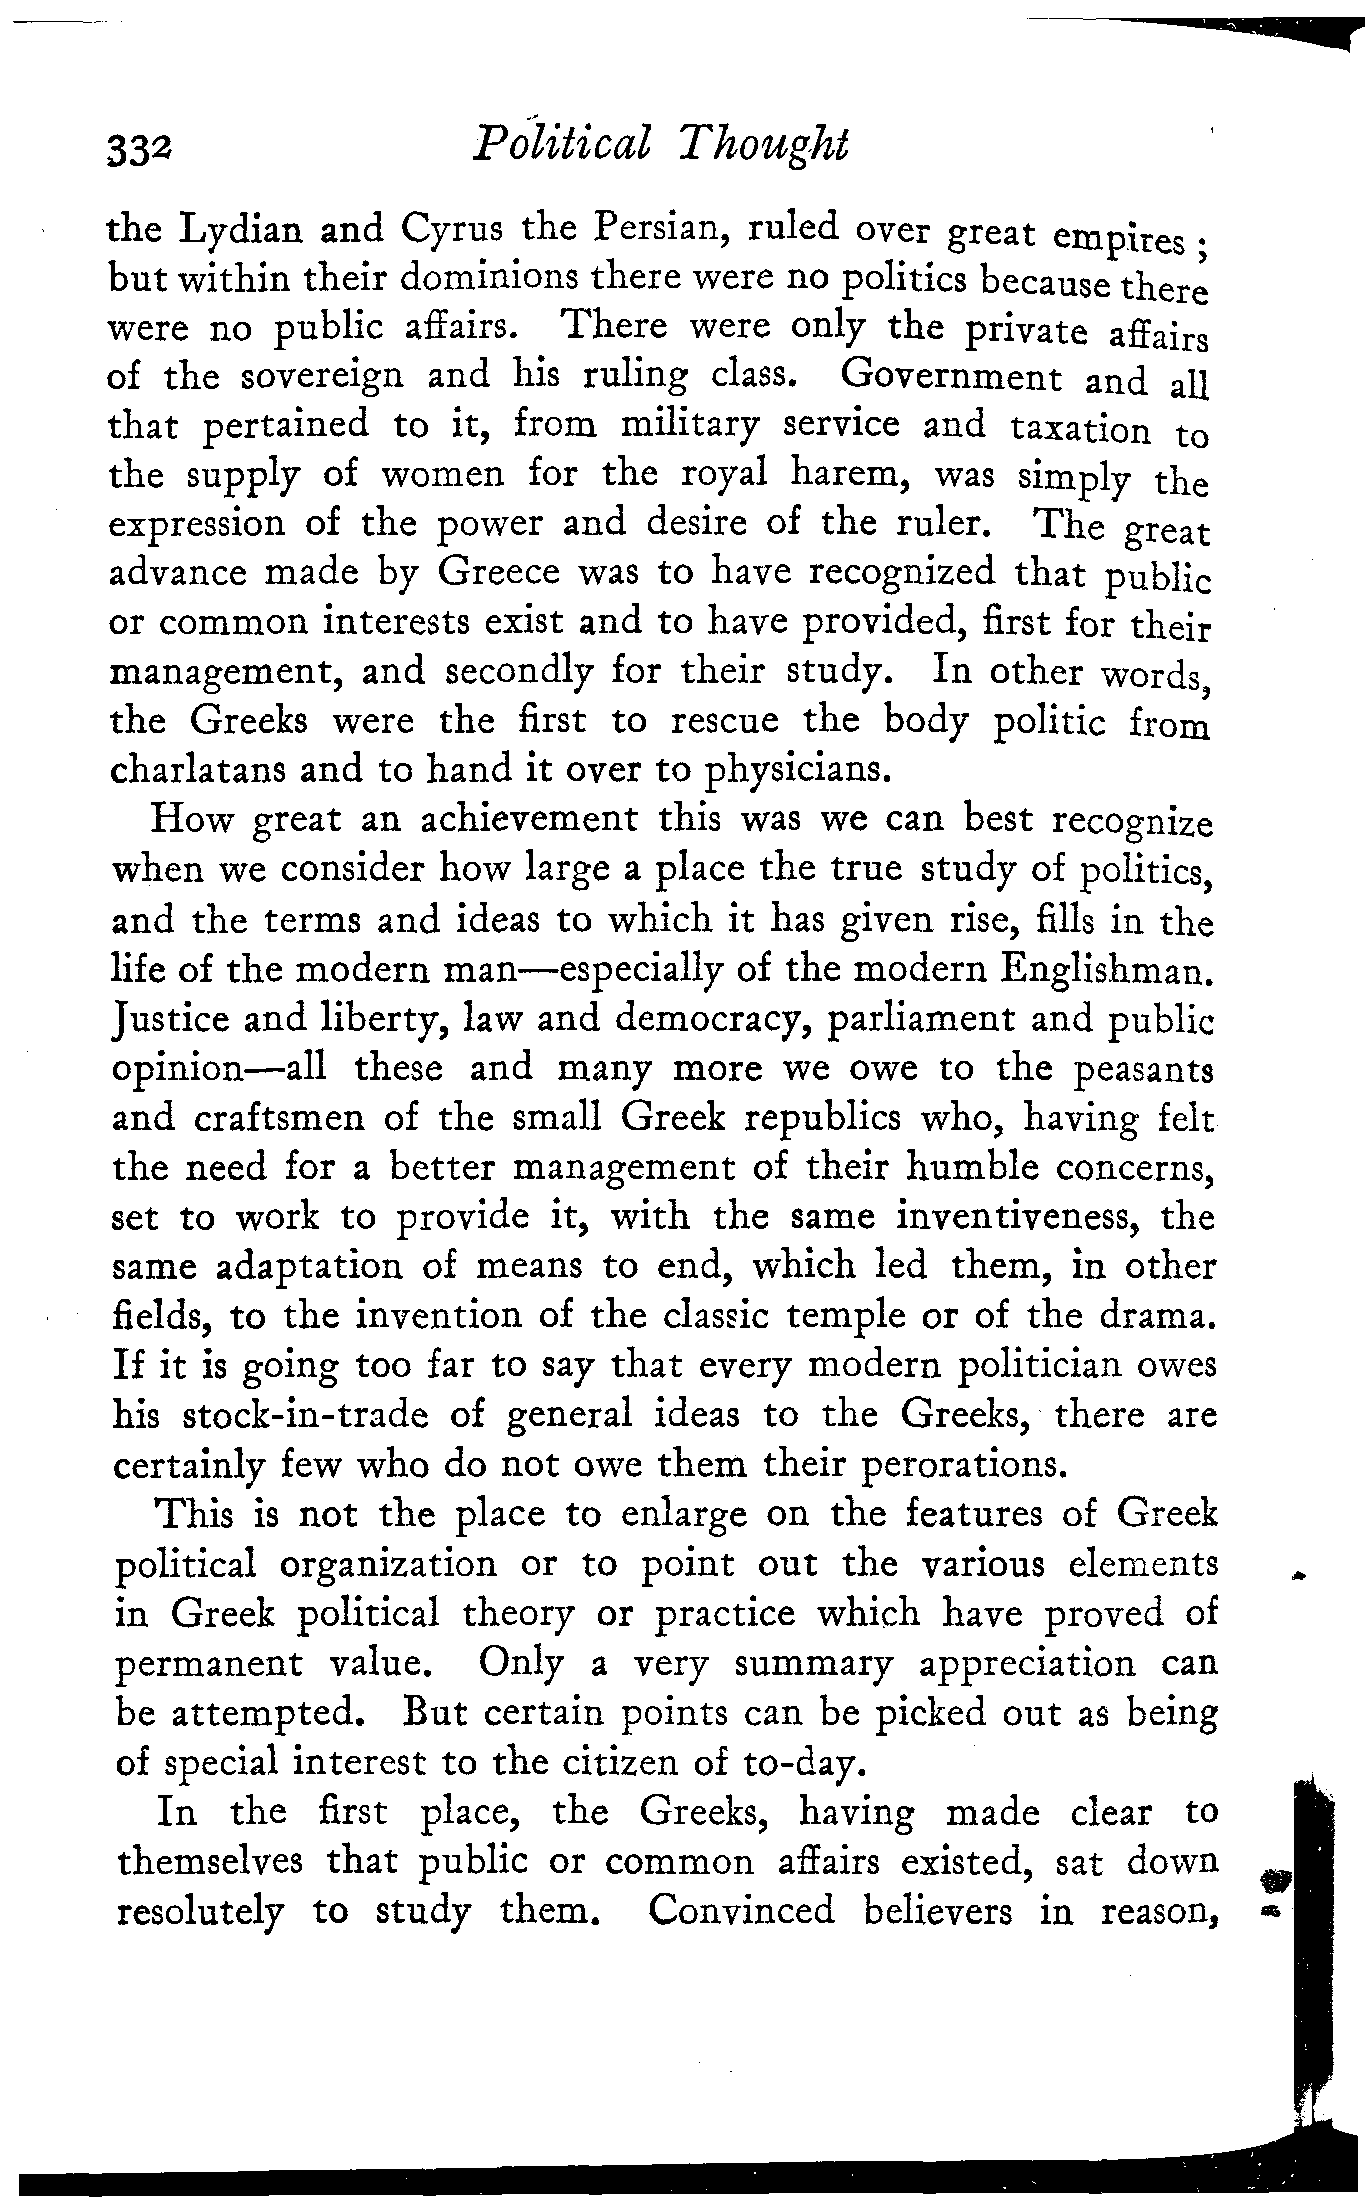 332 Political Thought
the Lydian and Cyrus the Persian, ruled over great empires ;
but within their dominions there were no politics because there
were no public affairs. There were only the private affairs
of the sovereign and his ruling class. Government and all
that pertained to it, from military service and taxation to
the supply of women for the royal harem, was simply the
expression of the power and desire of the ruler. The great
advance made by Greece was to have recognized that public
or common interests exist and to have provided, first for their
management, and secondly for their study. In other words,
the Greeks were the first to rescue the body politic from
charlatans and to hand it over to physicians.
How great an achievement this was we can best recognize
when we consider how large a place the true study of politics,
and the terms and ideas to which it has given rise, fills in the
life of the modern man—especially of the modern Englishman.
Justice and liberty, law and democracy, parliament and public
opinion—all these and many more we owe to the peasants
and craftsmen of the small Greek republics who, having felt
the need for a better management of their humble concerns,
set to work to provide it, with the same inventiveness, the
same adaptation of means to end, which led them, in other
fields, to the invention of the classic temple or of the drama.
If it is going too far to say that every modern politician owes
his stock-in-trade of general ideas to the Greeks, there are
certainly few who do not owe them their perorations.
This is not the place to enlarge on the features of Greek
political organization or to point out the various elements
in Greek political theory or practice which have proved of
permanent value. Only a very summary appreciation can
be attempted. But certain points can be picked out as being
of special interest to the citizen of to-day.
In the first place, the Greeks, having made clear to
themselves that public or common affairs existed, sat down
resolutely to study them. Convinced believers in reason,